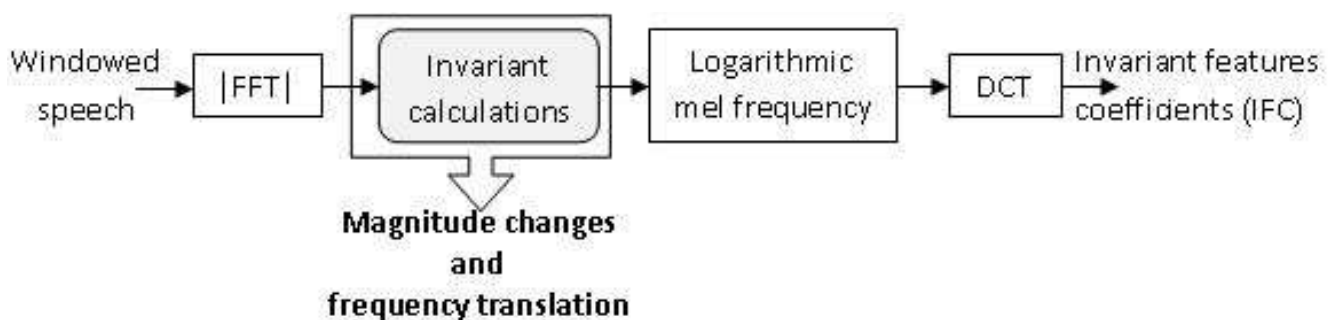 Windowed
speech
|FFT|
Invariant
calculations
Logarithmic
mel frequency
DCT
Invariant features
coefficients (IFC)
Magnitude changes
and
frequency translation